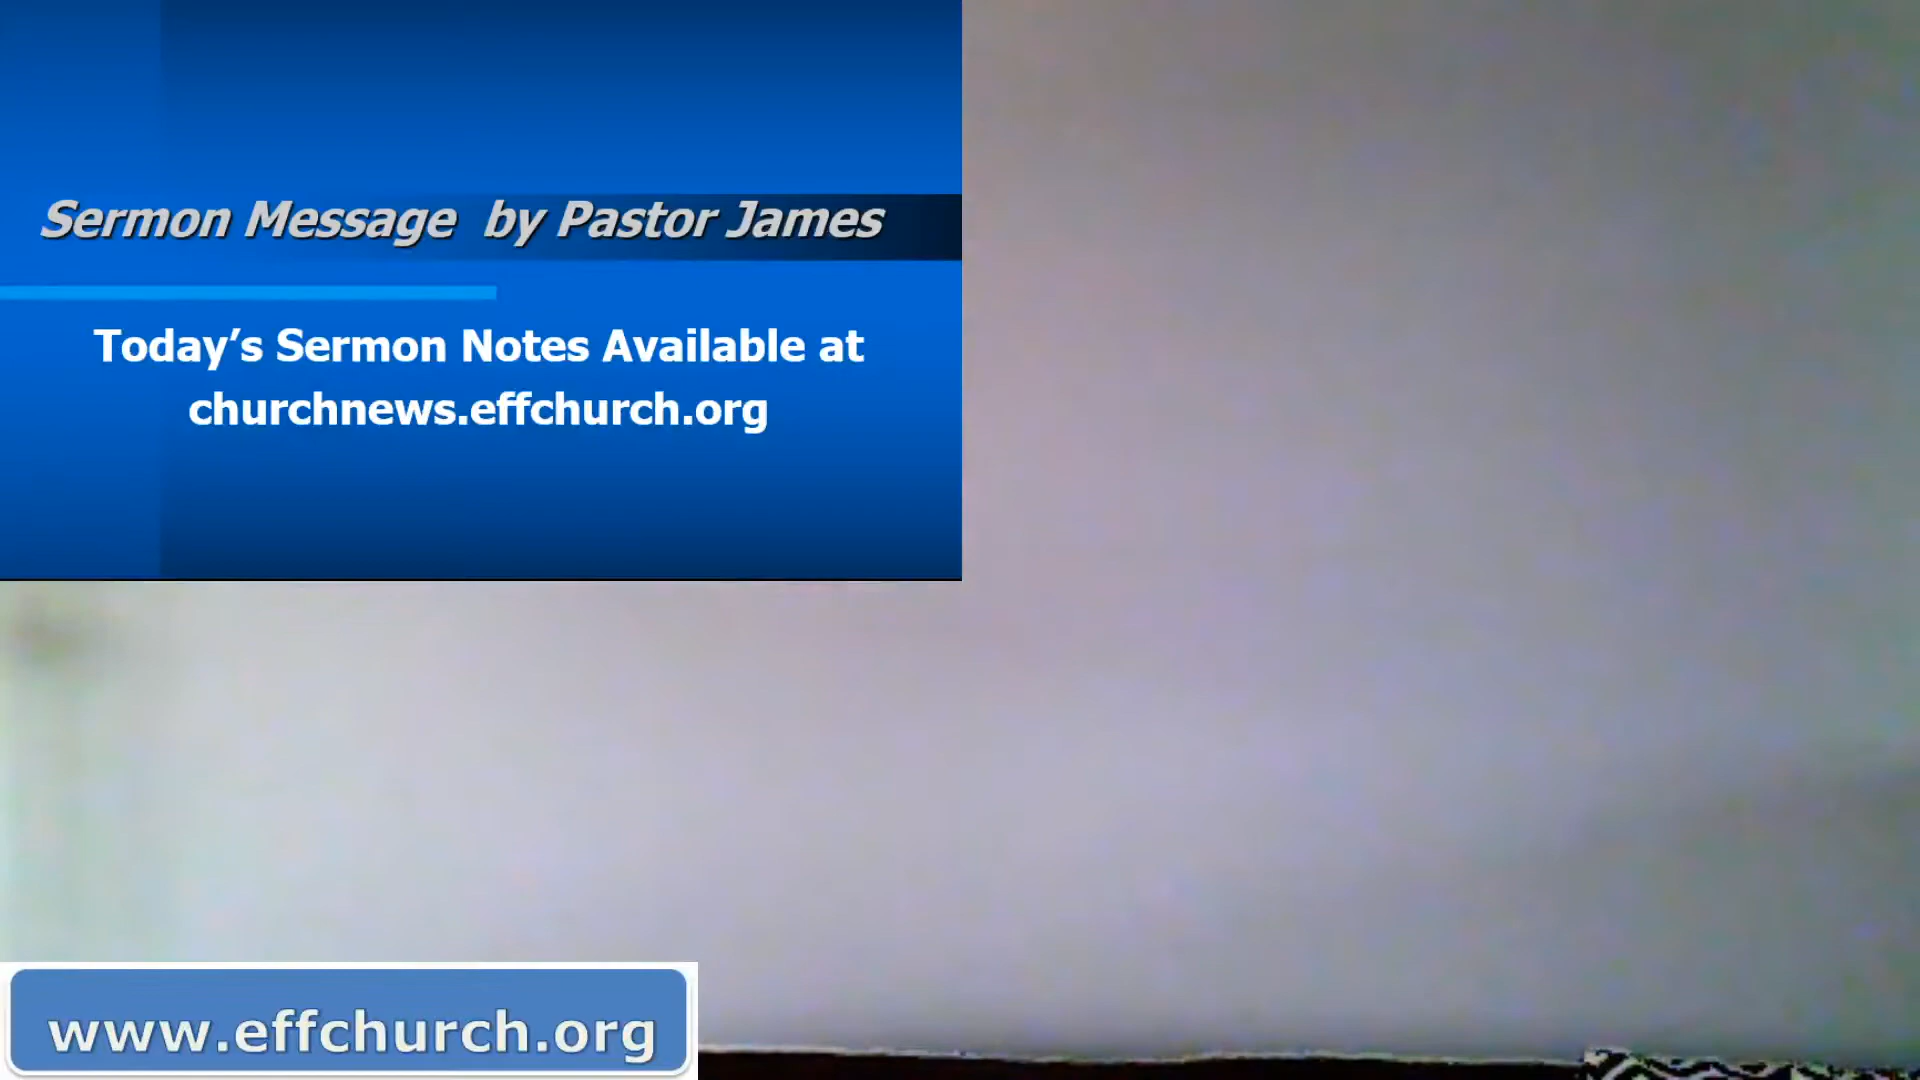 Sermon Message by Pastor James
Today’s Sermon Notes Available at
churchnews.effchurch.org
www.effchurch.org